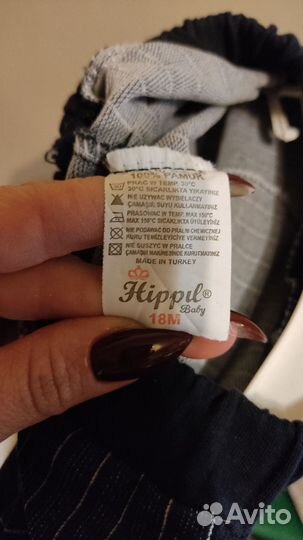 100% PAMUK
PRAĆ W TEMP. 30°C
30°C SICAKLIKTA YIKAYINIZ
NIE UŻYWAĆ WYBIELACZY
ÇAMAŞIR SUYU KULLANMAYINIZ
PRASOWAĆ W TEMP. MAX 150°C
MAX 150°C SICAKLIKTA ÜTÜLEYİNİZ
NIE PODDAWAĆ DO PRALNI CHEMICZNEJ
KURU TEMİZLEYİCİYE VERMEYİNİZ
NIE SUSZYĆ W PRALCE
ÇAMAŞIR MAKİNESİNDE KURUTMAYINIZ
MADE IN TURKEY
Hippıl®
Baby
18M
Avito